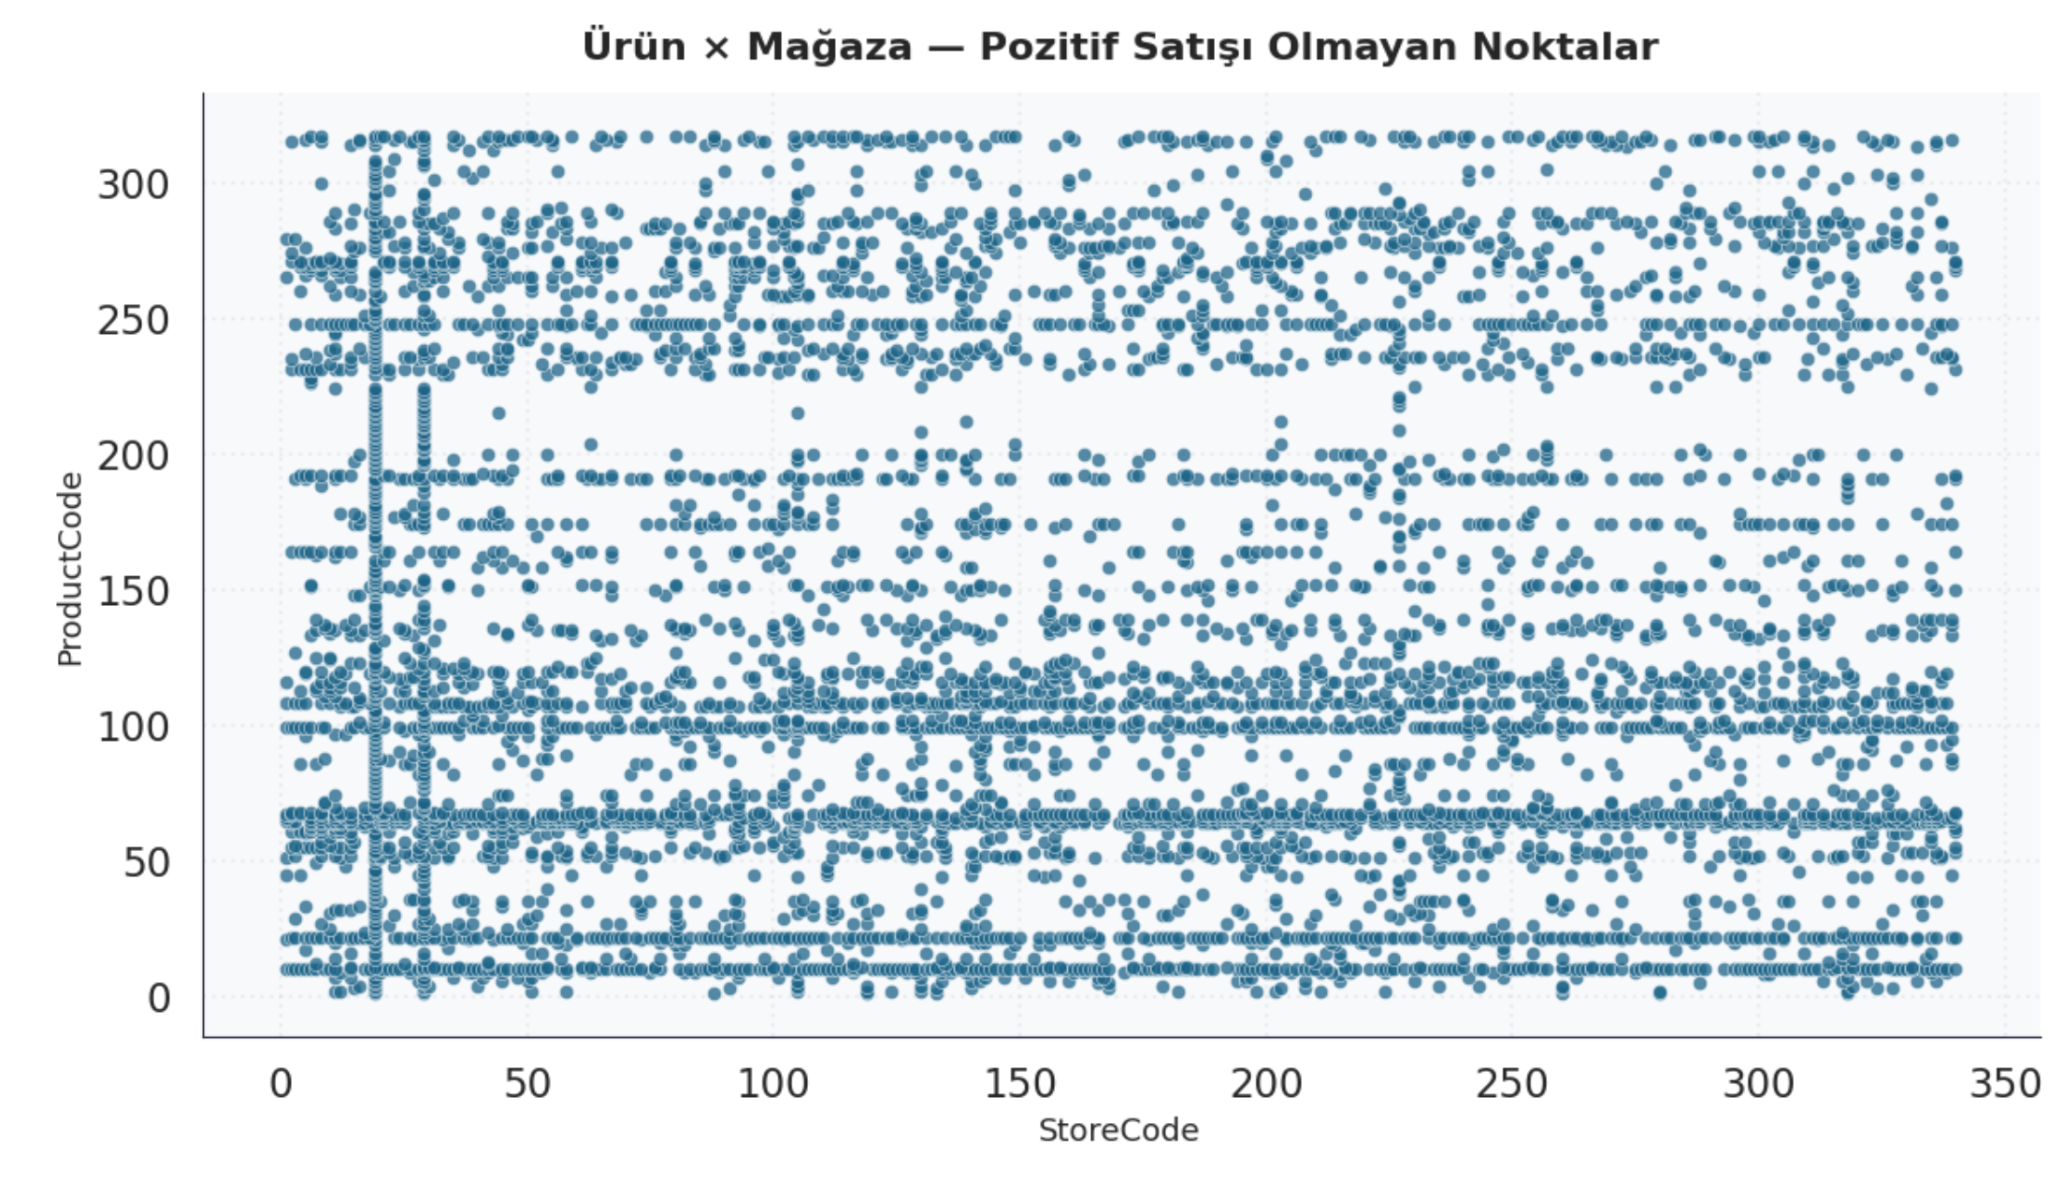 Ürün × Mağaza — Pozitif Satışı Olmayan Noktalar
300
250
200
150
100
50
0
ProductCode
0 50 100 150 200 250 300 350
StoreCode